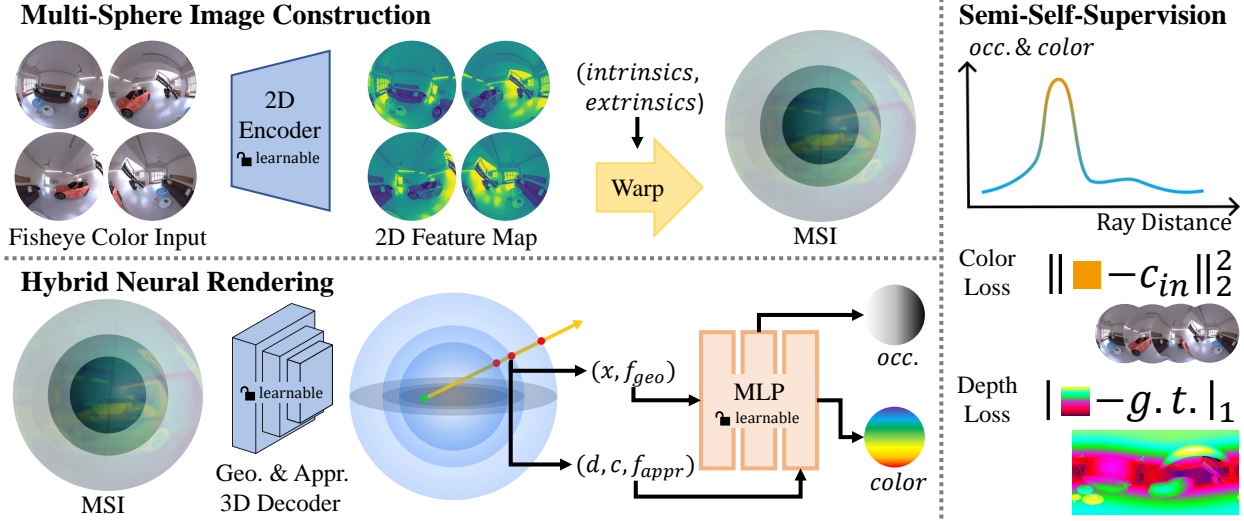 Multi-Sphere Image Construction
2D
Encoder
learnable
(intrinsics,
extrinsics)
Warp
Fisheye Color Input
2D Feature Map
MSI
Hybrid Neural Rendering
learnable
MSI
Geo. & Appr.
3D Decoder
(x, f_geo)
(d, c, f_appr)
MLP
learnable
occ.
color
Semi-Self-Supervision
occ. & color
Ray Distance
Color
Loss
‖ − c_in ‖₂²
Depth
Loss
| − g.t. |₁